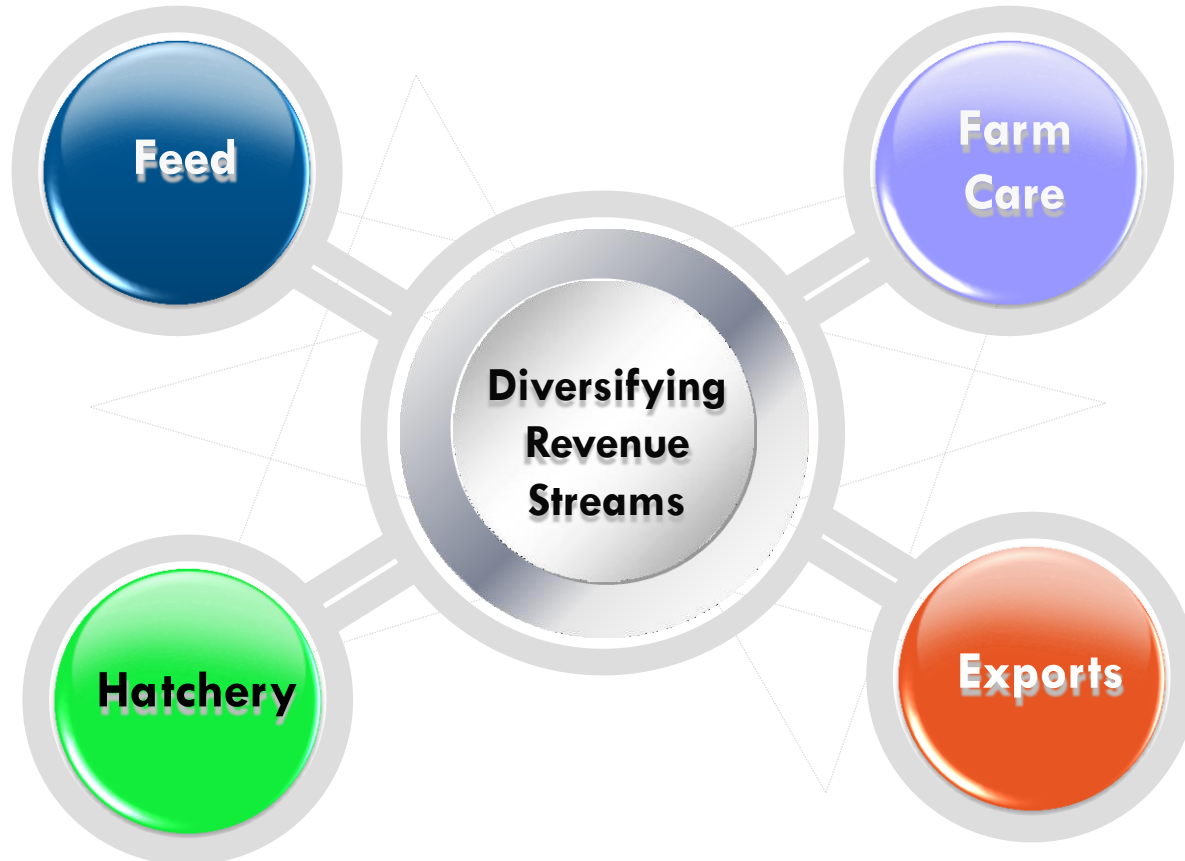 Feed
Farm
Care
Diversifying
Revenue
Streams
Hatchery
Exports